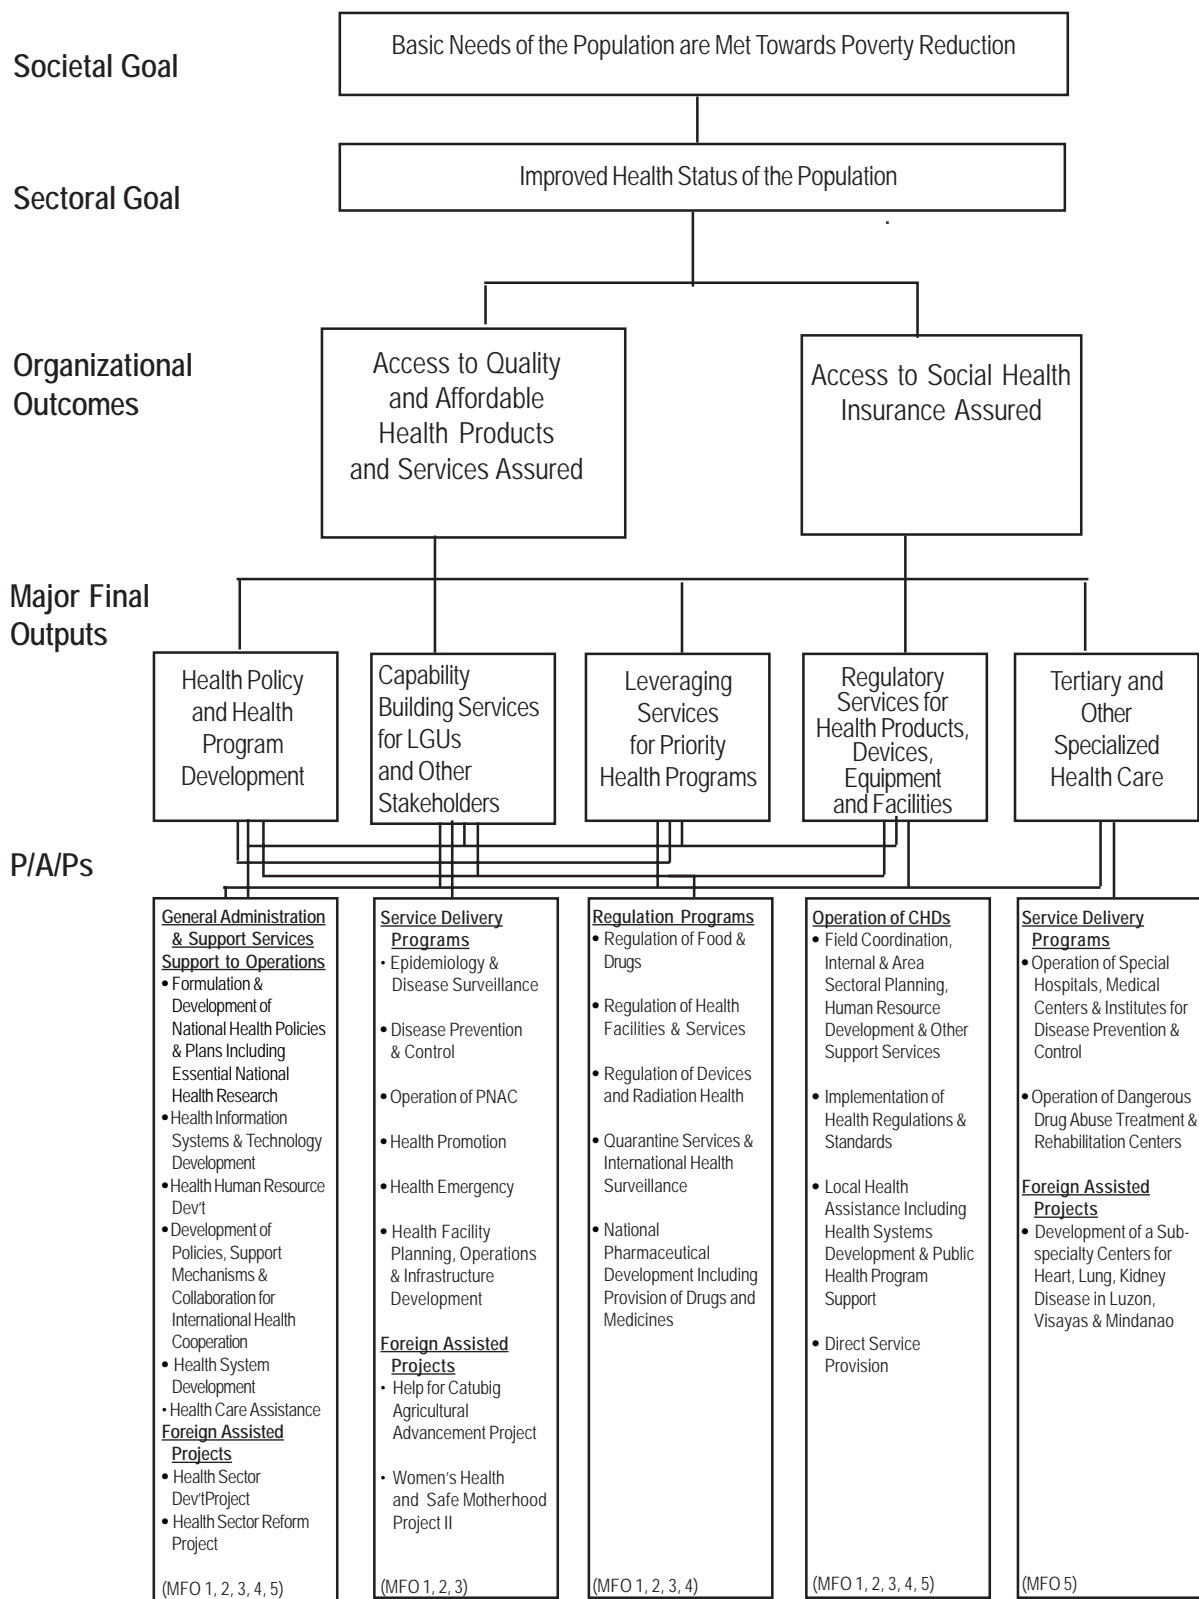 Societal Goal
Basic Needs of the Population are Met Towards Poverty Reduction
Sectoral Goal
Improved Health Status of the Population
Organizational
Outcomes
Access to Quality
and Affordable
Health Products
and Services Assured
Access to Social Health
Insurance Assured
Major Final
Outputs
Health Policy
and Health
Program
Development
Capability
Building Services
for LGUs
and Other
Stakeholders
Leveraging
Services
for Priority
Health Programs
Regulatory
Services for
Health Products,
Devices,
Equipment
and Facilities
Tertiary and
Other
Specialized
Health Care
P/A/Ps
General Administration
& Support Services
Support to Operations
• Formulation &
Development of
National Health Policies
& Plans Including
Essential National
Health Research
• Health Information
Systems & Technology
Development
• Health Human Resource
Dev't
• Development of
Policies, Support
Mechanisms &
Collaboration for
International Health
Cooperation
• Health System
Development
• Health Care Assistance
Foreign Assisted
Projects
• Health Sector
Dev'tProject
• Health Sector Reform
Project
(MFO 1, 2, 3, 4, 5)
Service Delivery
Programs
• Epidemiology &
Disease Surveillance
• Disease Prevention
& Control
• Operation of PNAC
• Health Promotion
• Health Emergency
• Health Facility
Planning, Operations
& Infrastructure
Development
Foreign Assisted
Projects
• Help for Catubig
Agricultural
Advancement Project
• Women's Health
and Safe Motherhood
Project II
(MFO 1, 2, 3)
Regulation Programs
• Regulation of Food &
Drugs
• Regulation of Health
Facilities & Services
• Regulation of Devices
and Radiation Health
• Quarantine Services &
International Health
Surveillance
• National
Pharmaceutical
Development Including
Provision of Drugs and
Medicines
(MFO 1, 2, 3, 4)
Operation of CHDs
• Field Coordination,
Internal & Area
Sectoral Planning,
Human Resource
Development & Other
Support Services
• Implementation of
Health Regulations &
Standards
• Local Health
Assistance Including
Health Systems
Development & Public
Health Program
Support
• Direct Service
Provision
(MFO 1, 2, 3, 4, 5)
Service Delivery
Programs
• Operation of Special
Hospitals, Medical
Centers & Institutes for
Disease Prevention &
Control
• Operation of Dangerous
Drug Abuse Treatment &
Rehabilitation Centers
Foreign Assisted
Projects
• Development of a Sub-
specialty Centers for
Heart, Lung, Kidney
Disease in Luzon,
Visayas & Mindanao
(MFO 5)